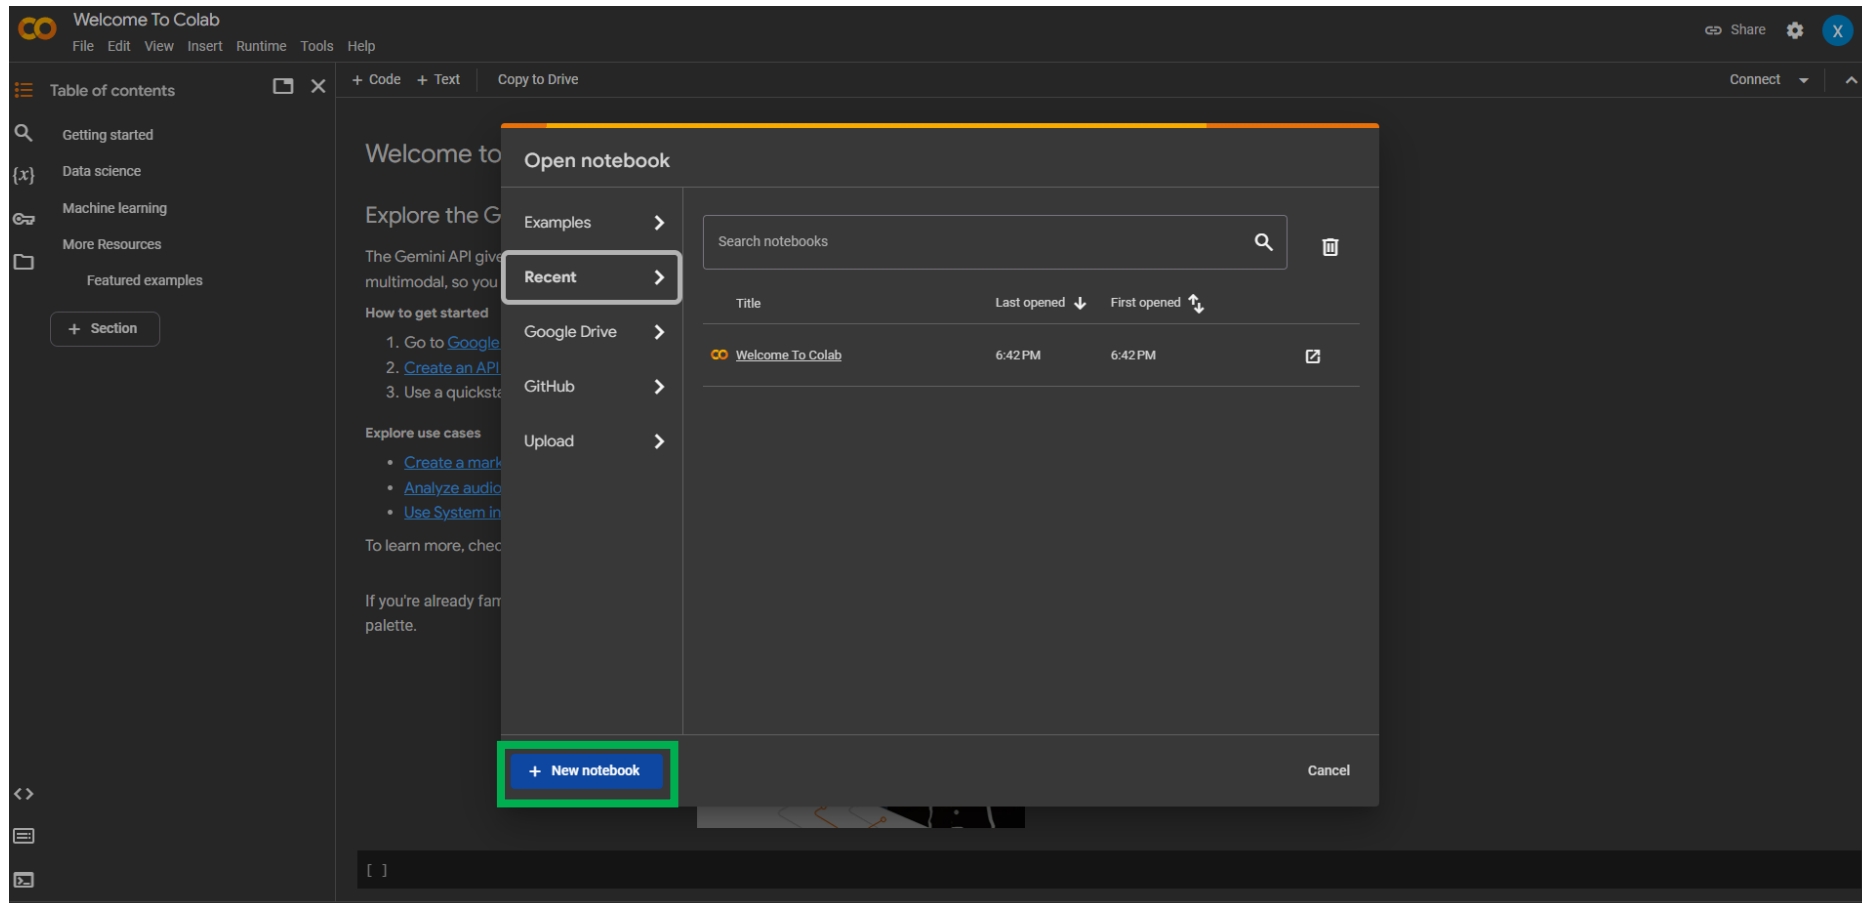 Welcome To Colab
File Edit View Insert Runtime Tools Help
Share
X
Table of contents
+ Code + Text Copy to Drive
Connect
Getting started
Data science
Machine learning
More Resources
Featured examples
+ Section
{x}
Welcome to
Explore the G
The Gemini API give
multimodal, so you
How to get started
1. Go to Google
2. Create an API
3. Use a quicksta
Explore use cases
• Create a mark
• Analyze audio
• Use System in
To learn more, chec
If you're already fam
palette.
[ ]
Open notebook
Examples
Recent
Google Drive
GitHub
Upload
Search notebooks
Title Last opened First opened
Welcome To Colab 6:42 PM 6:42 PM
+ New notebook
Cancel